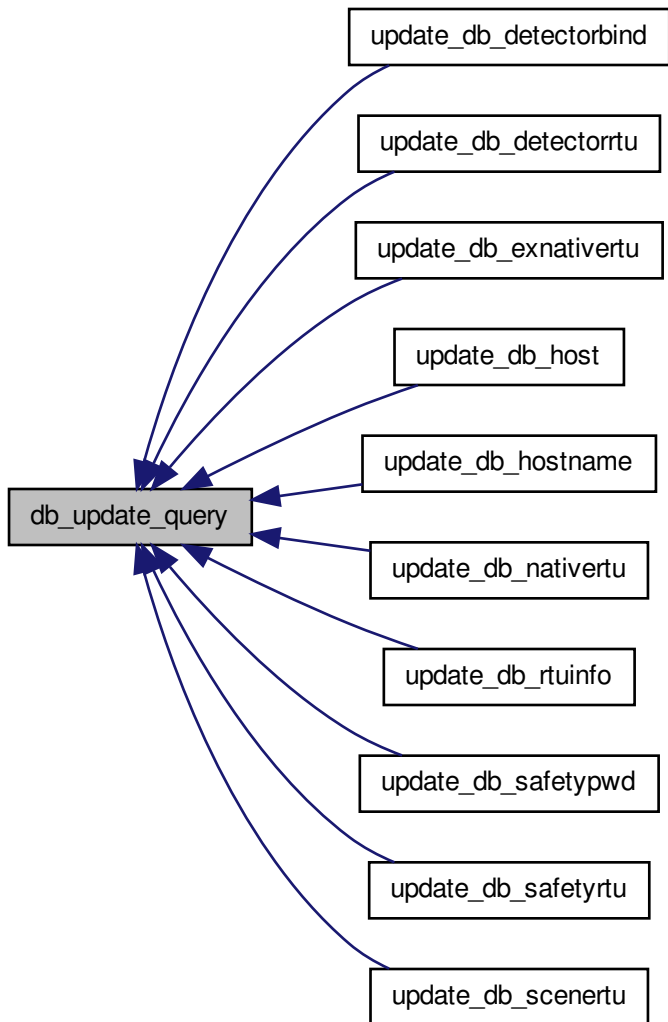 update_db_detectorbind
update_db_detectorrtu
update_db_exnativertu
update_db_host
update_db_hostname
db_update_query
update_db_nativertu
update_db_rtuinfo
update_db_safetypwd
update_db_safetyrtu
update_db_scenertu